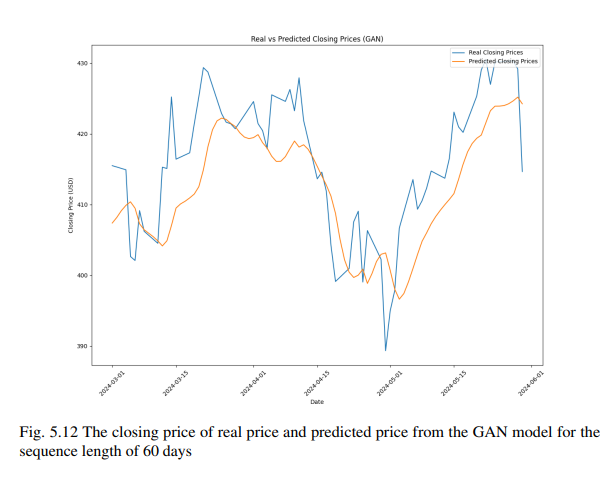 Real vs Predicted Closing Prices (GAN)
Real Closing Prices
Predicted Closing Prices
430
420
410
400
390
Closing Price (USD)
2024-03-01
2024-03-15
2024-04-01
2024-04-15
2024-05-01
2024-05-15
2024-06-01
Date
Fig. 5.12 The closing price of real price and predicted price from the GAN model for the
sequence length of 60 days